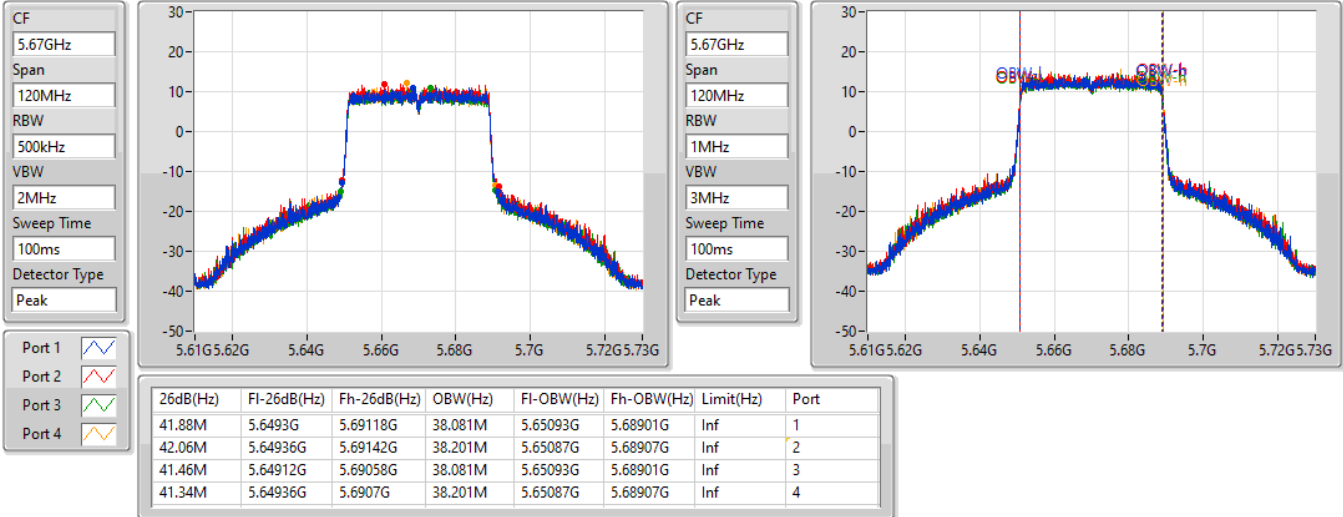 CF
5.67GHz
Span
120MHz
RBW
500kHz
VBW
2MHz
Sweep Time
100ms
Detector Type
Peak
30
20
10
0
-10
-20
-30
-40
-50
5.61G 5.62G 5.64G 5.66G 5.68G 5.7G 5.72G 5.73G
CF
5.67GHz
Span
120MHz
RBW
1MHz
VBW
3MHz
Sweep Time
100ms
Detector Type
Peak
30
20
10
0
-10
-20
-30
-40
-50
OBW-l OBW-h
5.61G 5.62G 5.64G 5.66G 5.68G 5.7G 5.72G 5.73G
Port 1
Port 2
Port 3
Port 4
26dB(Hz) Fl-26dB(Hz) Fh-26dB(Hz) OBW(Hz) Fl-OBW(Hz) Fh-OBW(Hz) Limit(Hz) Port
41.88M 5.6493G 5.69118G 38.081M 5.65093G 5.68901G Inf 1
42.06M 5.64936G 5.69142G 38.201M 5.65087G 5.68907G Inf 2
41.46M 5.64912G 5.69058G 38.081M 5.65093G 5.68901G Inf 3
41.34M 5.64936G 5.6907G 38.201M 5.65087G 5.68907G Inf 4